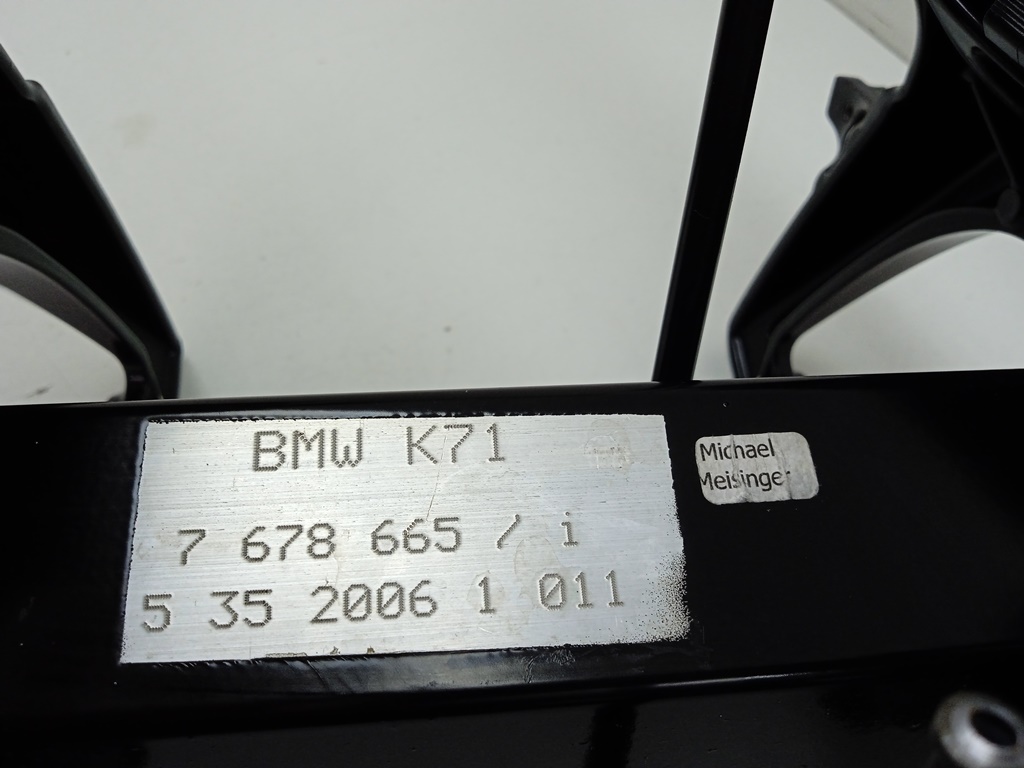 BMW K71
7 678 665 / i
5 35 2006 1 011
Michael
Meisinger